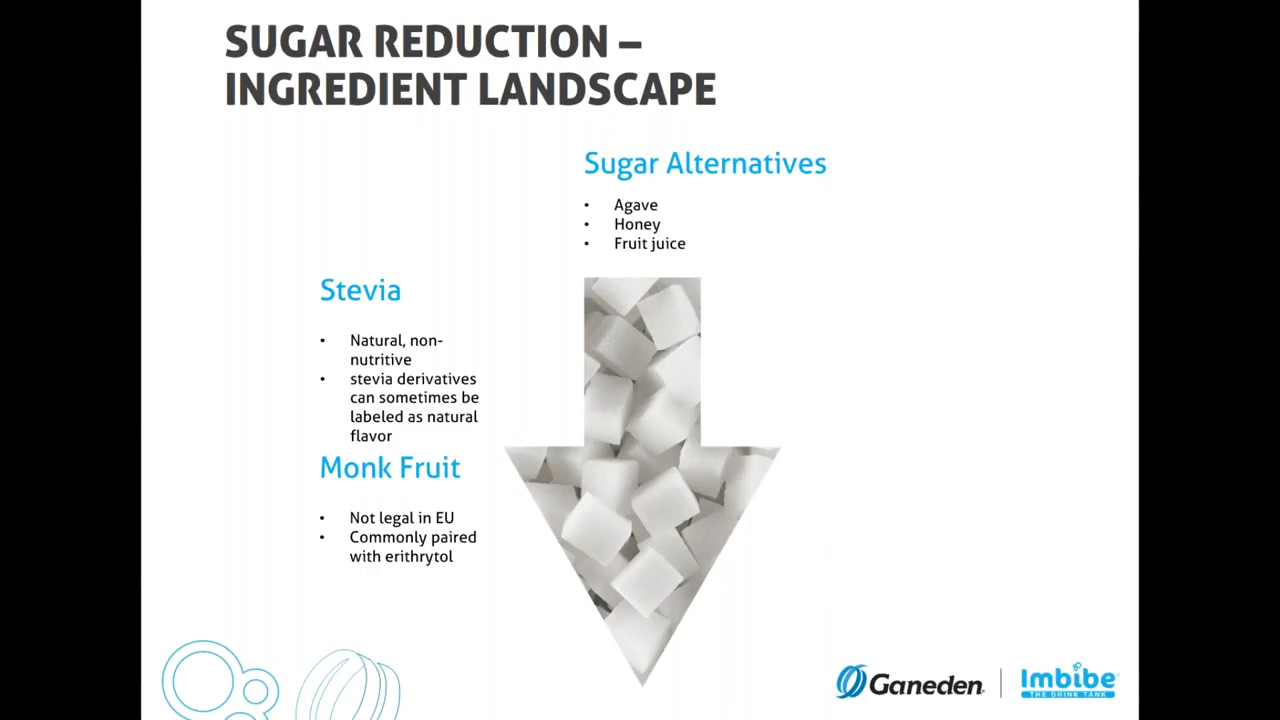 SUGAR REDUCTION –
INGREDIENT LANDSCAPE
Sugar Alternatives
• Agave
• Honey
• Fruit juice
Stevia
• Natural, non-
nutritive
• stevia derivatives
can sometimes be
labeled as natural
flavor
Monk Fruit
• Not legal in EU
• Commonly paired
with erithrytol
Ganeden
Imbibe
THE DRINK TANK